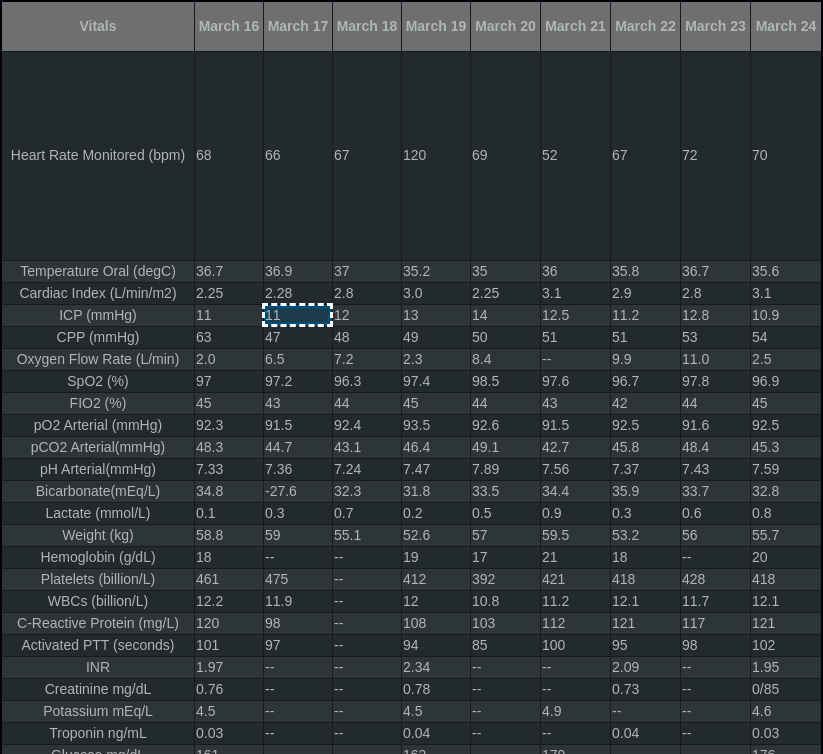 Vitals March 16 March 17 March 18 March 19 March 20 March 21 March 22 March 23 March 24
Heart Rate Monitored (bpm) 68 66 67 120 69 52 67 72 70
Temperature Oral (degC) 36.7 36.9 37 35.2 35 36 35.8 36.7 35.6
Cardiac Index (L/min/m2) 2.25 2.28 2.8 3.0 2.25 3.1 2.9 2.8 3.1
ICP (mmHg) 11 11 12 13 14 12.5 11.2 12.8 10.9
CPP (mmHg) 63 47 48 49 50 51 51 53 54
Oxygen Flow Rate (L/min) 2.0 6.5 7.2 2.3 8.4 -- 9.9 11.0 2.5
SpO2 (%) 97 97.2 96.3 97.4 98.5 97.6 96.7 97.8 96.9
FIO2 (%) 45 43 44 45 44 43 42 44 45
pO2 Arterial (mmHg) 92.3 91.5 92.4 93.5 92.6 91.5 92.5 91.6 92.5
pCO2 Arterial(mmHg) 48.3 44.7 43.1 46.4 49.1 42.7 45.8 48.4 45.3
pH Arterial(mmHg) 7.33 7.36 7.24 7.47 7.89 7.56 7.37 7.43 7.59
Bicarbonate(mEq/L) 34.8 -27.6 32.3 31.8 33.5 34.4 35.9 33.7 32.8
Lactate (mmol/L) 0.1 0.3 0.7 0.2 0.5 0.9 0.3 0.6 0.8
Weight (kg) 58.8 59 55.1 52.6 57 59.5 53.2 56 55.7
Hemoglobin (g/dL) 18 -- -- 19 17 21 18 -- 20
Platelets (billion/L) 461 475 -- 412 392 421 418 428 418
WBCs (billion/L) 12.2 11.9 -- 12 10.8 11.2 12.1 11.7 12.1
C-Reactive Protein (mg/L) 120 98 -- 108 103 112 121 117 121
Activated PTT (seconds) 101 97 -- 94 85 100 95 98 102
INR 1.97 -- -- 2.34 -- -- 2.09 -- 1.95
Creatinine mg/dL 0.76 -- -- 0.78 -- -- 0.73 -- 0/85
Potassium mEq/L 4.5 -- -- 4.5 -- 4.9 -- -- 4.6
Troponin ng/mL 0.03 -- -- 0.04 -- -- 0.04 -- 0.03
Glucose mg/dL 161 162 170 176